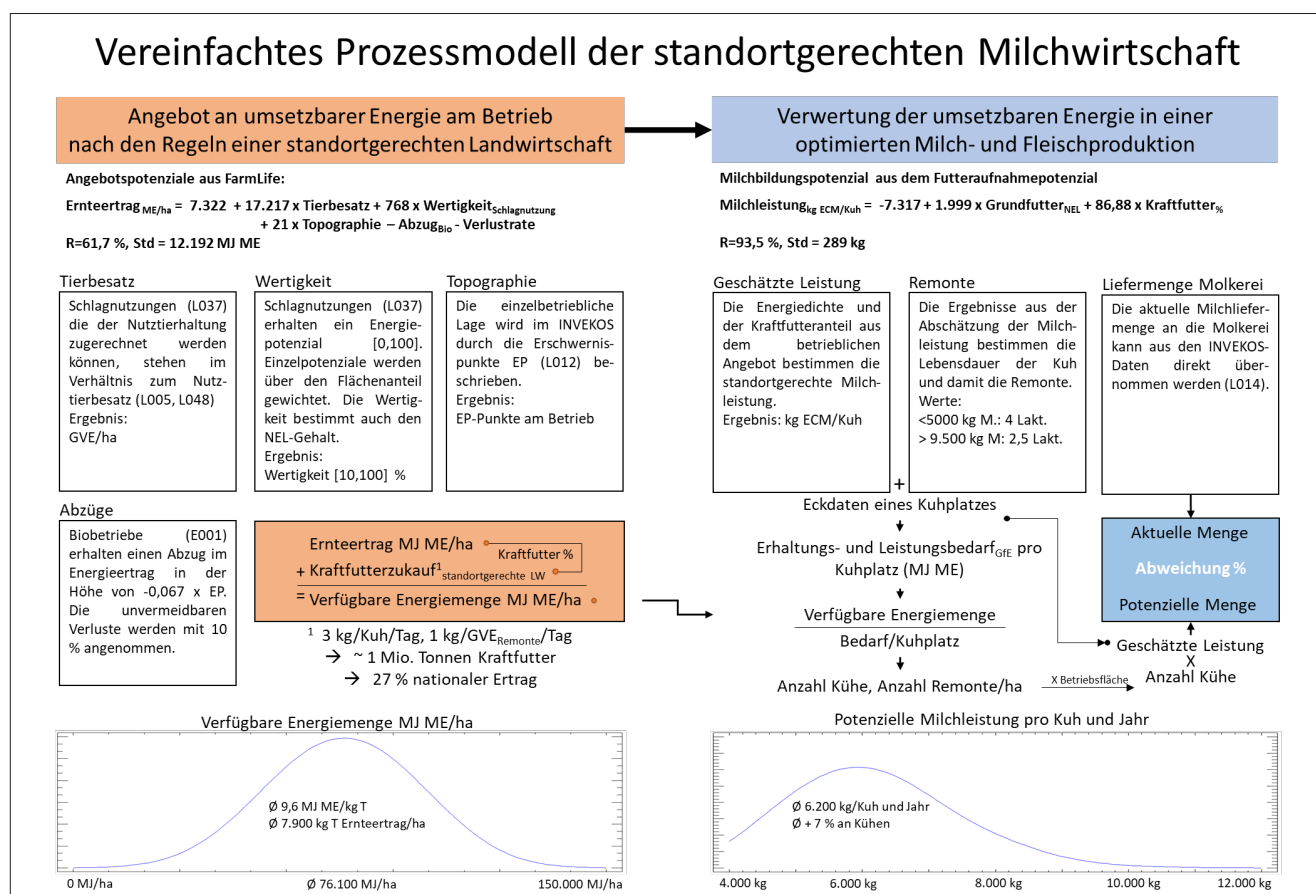 Vereinfachtes Prozessmodell der standortgerechten Milchwirtschaft
Angebot an umsetzbarer Energie am Betrieb
nach den Regeln einer standortgerechten Landwirtschaft
Verwertung der umsetzbaren Energie in einer
optimierten Milch- und Fleischproduktion
Angebotspotenziale aus FarmLife:
Ernteertrag ME/ha = 7.322 + 17.217 x Tierbesatz + 768 x Wertigkeit Schlagnutzung
+ 21 x Topographie – Abzug Bio - Verlustrate
R=61,7 %, Std = 12.192 MJ ME
Milchbildungspotenzial aus dem Futteraufnahmepotenzial
Milchleistung kg ECM/Kuh = -7.317 + 1.999 x Grundfutter NEL + 86,88 x Kraftfutter %
R=93,5 %, Std = 289 kg
Tierbesatz
Schlagnutzungen (L037)
die der Nutztierhaltung
zugerechnet werden
können, stehen im
Verhältnis zum Nutz-
tierbesatz (L005, L048)
Ergebnis:
GVE/ha
Wertigkeit
Schlagnutzungen (L037)
erhalten ein Energie-
potenzial [0,100].
Einzelpotenziale werden
über den Flächenanteil
gewichtet. Die Wertig-
keit bestimmt auch den
NEL-Gehalt.
Ergebnis:
Wertigkeit [10,100] %
Topographie
Die einzelbetriebliche
Lage wird im INVEKOS
durch die Erschwernis-
punkte EP (L012) be-
schrieben.
Ergebnis:
EP-Punkte am Betrieb
Geschätzte Leistung
Die Energiedichte und
der Kraftfutteranteil aus
dem betrieblichen
Angebot bestimmen die
standortgerechte Milch-
leistung.
Ergebnis: kg ECM/Kuh
+
Remonte
Die Ergebnisse aus der
Abschätzung der Milch-
leistung bestimmen die
Lebensdauer der Kuh
und damit die Remonte.
Werte:
<5000 kg M.: 4 Lakt.
> 9.500 kg M: 2,5 Lakt.
Liefermenge Molkerei
Die aktuelle Milchliefer-
menge an die Molkerei
kann aus den INVEKOS-
Daten direkt über-
nommen werden (L014).
Abzüge
Biobetriebe (E001)
erhalten einen Abzug im
Energieertrag in der
Höhe von -0,067 x EP.
Die unvermeidbaren
Verluste werden mit 10
% angenommen.
Ernteertrag MJ ME/ha
Kraftfutter %
+ Kraftfutterzukauf¹ standortgerechte LW
= Verfügbare Energiemenge MJ ME/ha
¹ 3 kg/Kuh/Tag, 1 kg/GVE Remonte/Tag
→ ~ 1 Mio. Tonnen Kraftfutter
→ 27 % nationaler Ertrag
Eckdaten eines Kuhplatzes
Erhaltungs- und Leistungsbedarf GfE pro
Kuhplatz (MJ ME)
Verfügbare Energiemenge
Bedarf/Kuhplatz
Anzahl Kühe, Anzahl Remonte/ha
X Betriebsfläche
Aktuelle Menge
Abweichung %
Potenzielle Menge
Geschätzte Leistung
X
Anzahl Kühe
Verfügbare Energiemenge MJ ME/ha
Ø 9,6 MJ ME/kg T
Ø 7.900 kg T Ernteertrag/ha
0 MJ/ha
Ø 76.100 MJ/ha
150.000 MJ/ha
Potenzielle Milchleistung pro Kuh und Jahr
Ø 6.200 kg/Kuh und Jahr
Ø + 7 % an Kühen
4.000 kg
6.000 kg
8.000 kg
10.000 kg
12.000 kg